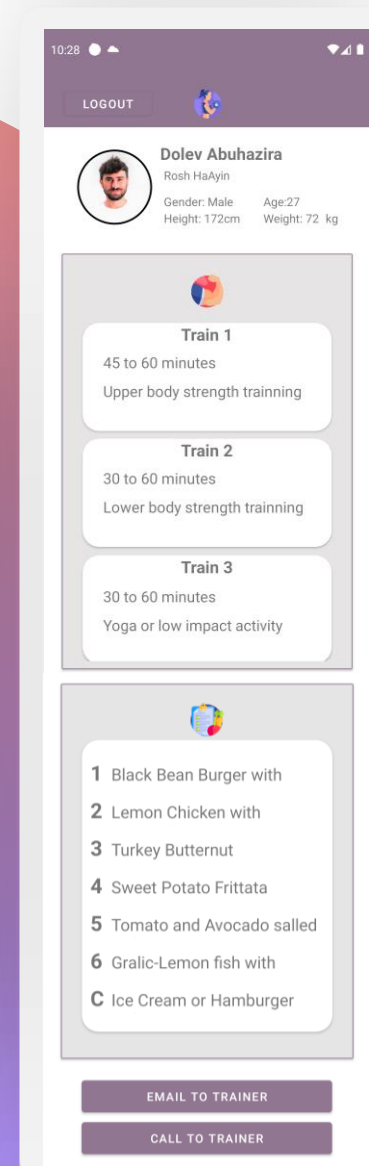 10:28
LOGOUT
Dolev Abuhazira
Rosh HaAyin
Gender: Male Age:27
Height: 172cm Weight: 72 kg
Train 1
45 to 60 minutes
Upper body strength trainning
Train 2
30 to 60 minutes
Lower body strength trainning
Train 3
30 to 60 minutes
Yoga or low impact activity
1 Black Bean Burger with
2 Lemon Chicken with
3 Turkey Butternut
4 Sweet Potato Frittata
5 Tomato and Avocado salled
6 Gralic-Lemon fish with
C Ice Cream or Hamburger
EMAIL TO TRAINER
CALL TO TRAINER